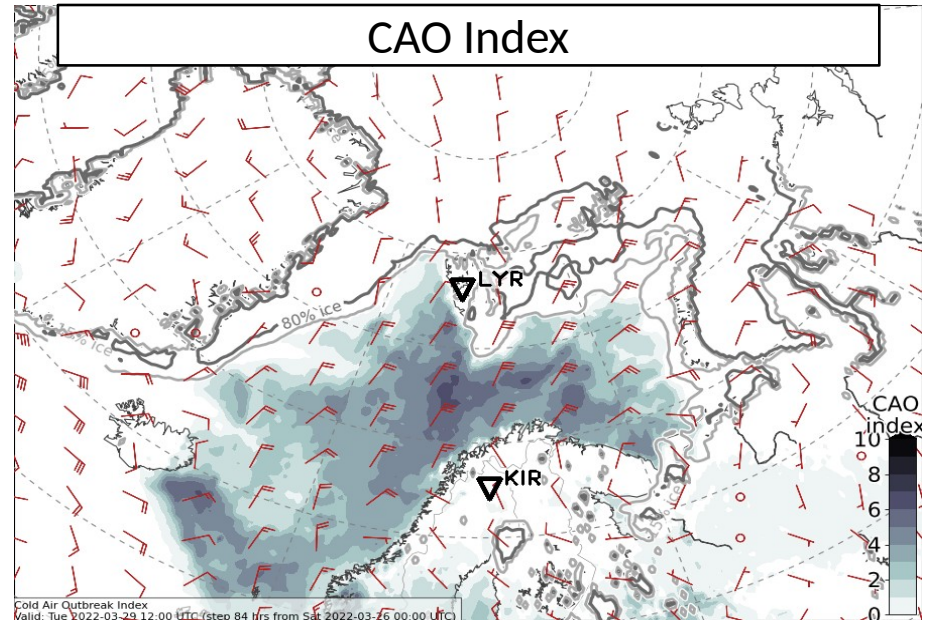 CAO Index
LYR
80% ice
ice
KIR
CAO
index
10
8
6
4
2
0
Cold Air Outbreak Index
Valid: Tue 2022-03-29 12:00 UTC (step 84 hrs from Sat 2022-03-26 00:00 UTC)